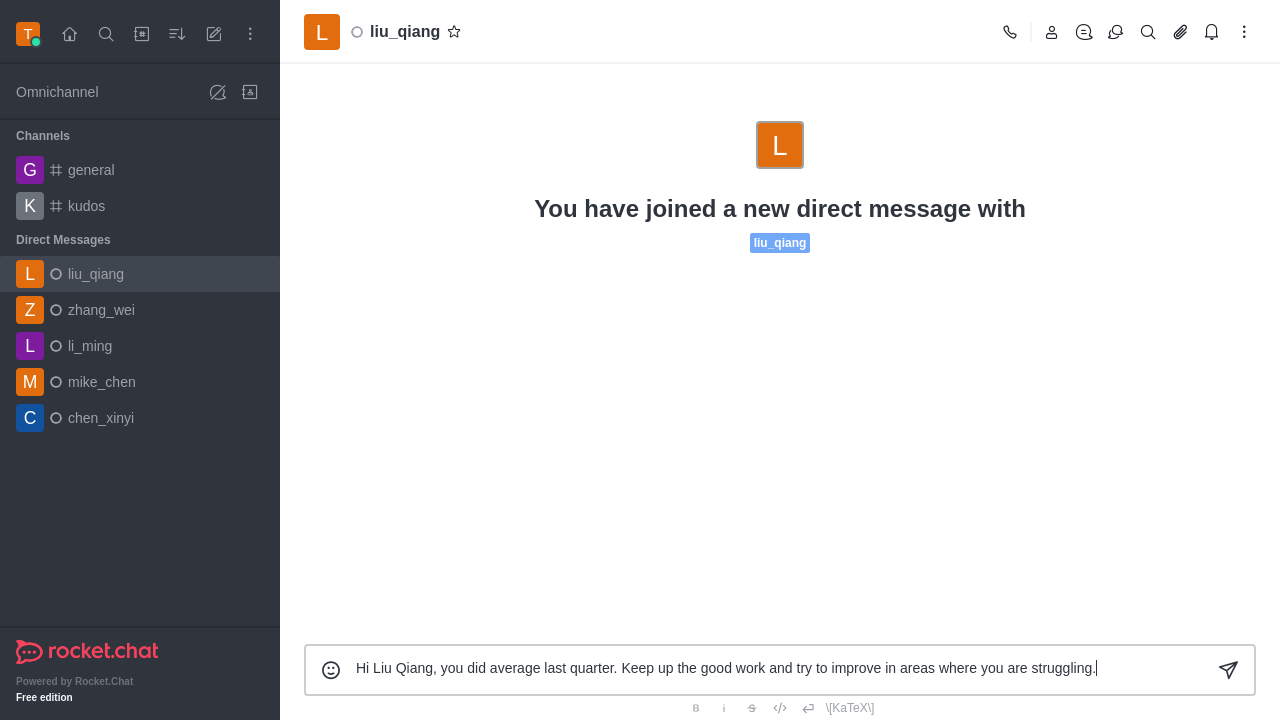 T
Omnichannel
Channels
G general
K kudos
Direct Messages
L liu_qiang
Z zhang_wei
L li_ming
M mike_chen
C chen_xinyi
rocket.chat
Powered by Rocket.Chat
Free edition
L liu_qiang
L
You have joined a new direct message with
liu_qiang
Hi Liu Qiang, you did average last quarter. Keep up the good work and try to improve in areas where you are struggling.
B i S </> \[KaTeX\]